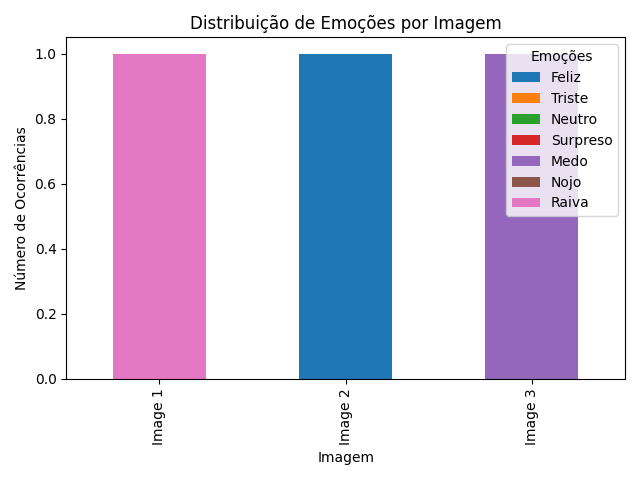 Distribuição de Emoções por Imagem
Número de Ocorrências
1.0
0.8
0.6
0.4
0.2
0.0
Emoções
Feliz
Triste
Neutro
Surpreso
Medo
Nojo
Raiva
Image 1
Image 2
Image 3
Imagem